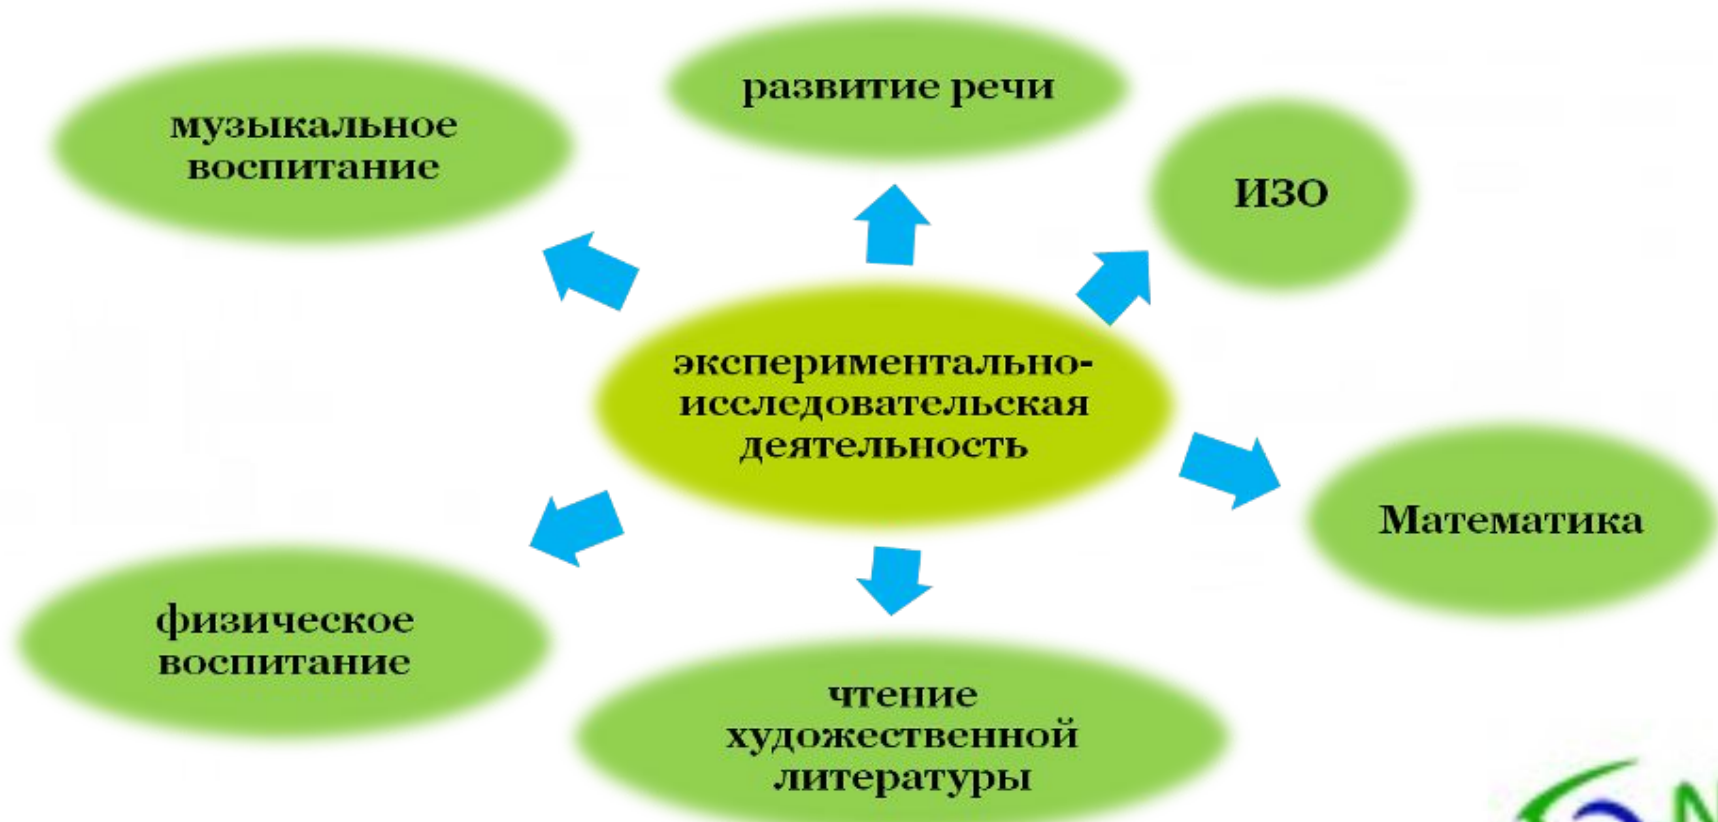 развитие речи
музыкальное
воспитание
ИЗО
экспериментально-
исследовательская
деятельность
Математика
физическое
воспитание
чтение
художественной
литературы